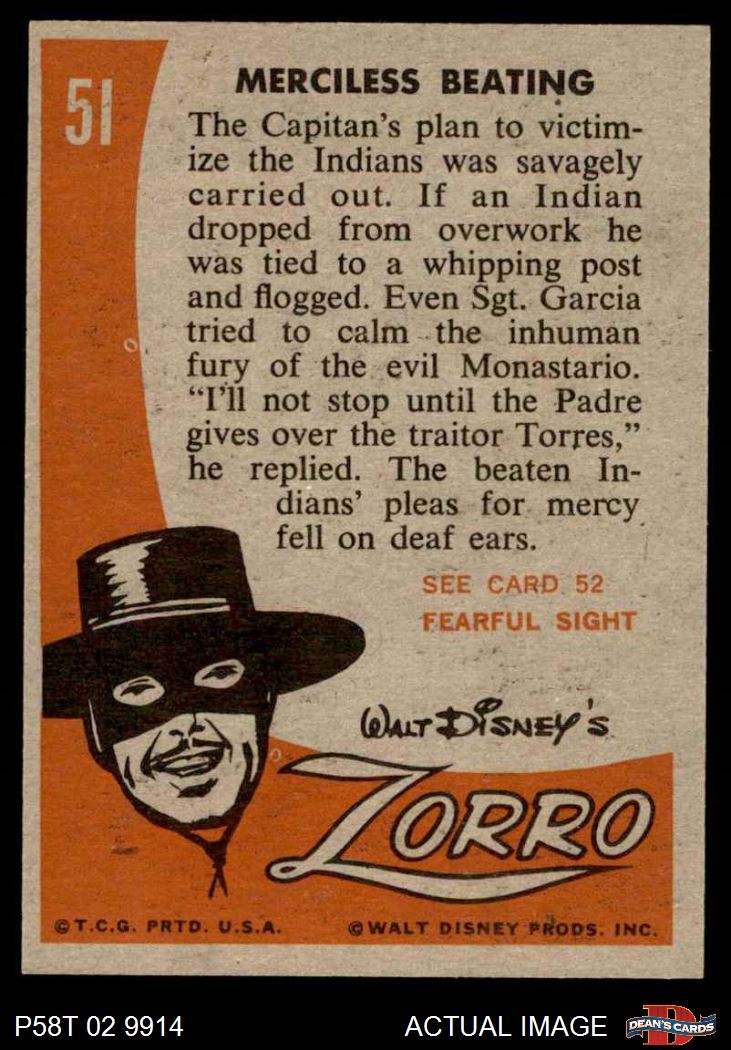 51
MERCILESS BEATING
The Capitan's plan to victim-
ize the Indians was savagely
carried out. If an Indian
dropped from overwork he
was tied to a whipping post
and flogged. Even Sgt. Garcia
tried to calm the inhuman
fury of the evil Monastario.
“I'll not stop until the Padre
gives over the traitor Torres,”
he replied. The beaten In-
dians' pleas for mercy
fell on deaf ears.
SEE CARD 52
FEARFUL SIGHT
WALT DISNEY'S
ZORRO
©T.C.G. PRTD. U.S.A.
©WALT DISNEY PRODS. INC.
P58T 02 9914
ACTUAL IMAGE
D
DEAN'S CARDS